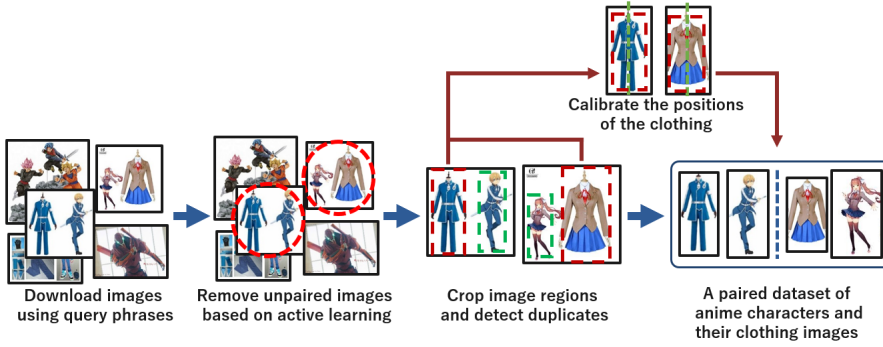 Calibrate the positions
of the clothing
Download images
using query phrases
Remove unpaired images
based on active learning
Crop image regions
and detect duplicates
A paired dataset of
anime characters and
their clothing images